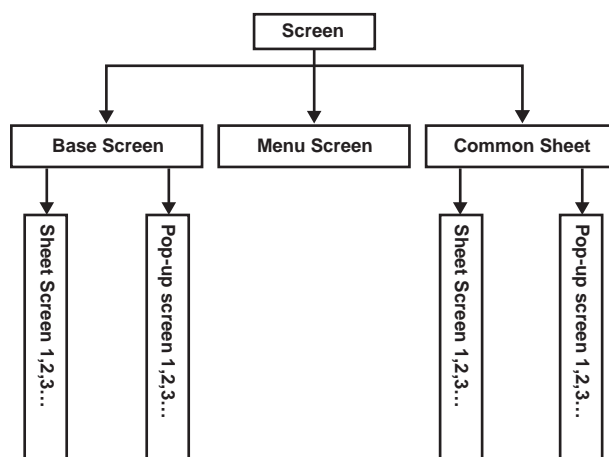 Screen
Base Screen
Menu Screen
Common Sheet
Sheet Screen 1,2,3…
Pop-up screen 1,2,3…
Sheet Screen 1,2,3…
Pop-up screen 1,2,3…